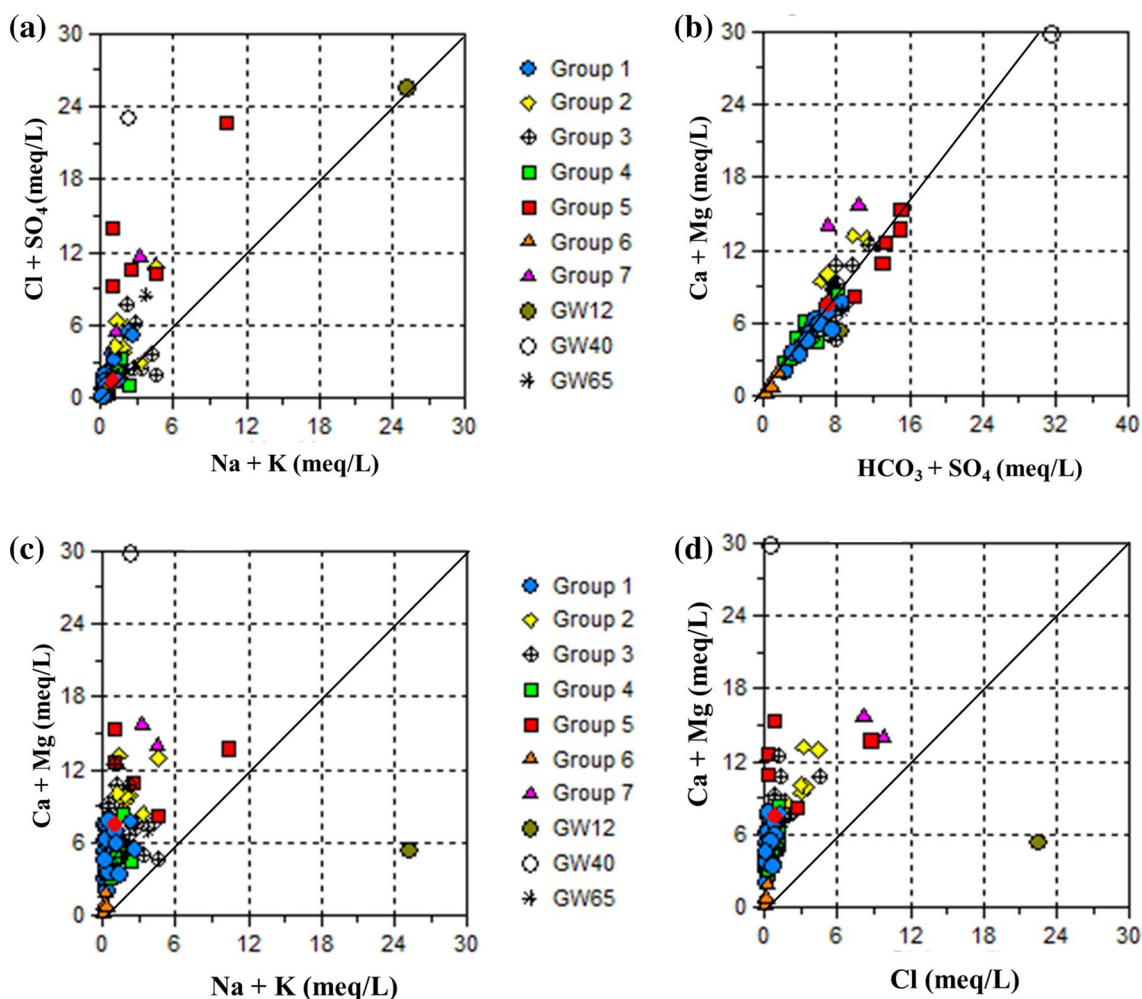 (a)
30
24
18
12
6
0
Cl + SO₄ (meq/L)
0 6 12 18 24 30
Na + K (meq/L)
Group 1
Group 2
Group 3
Group 4
Group 5
Group 6
Group 7
GW12
GW40
GW65
(b)
30
24
18
12
6
0
Ca + Mg (meq/L)
0 8 16 24 32 40
HCO₃ + SO₄ (meq/L)
(c)
30
24
18
12
6
0
Ca + Mg (meq/L)
0 6 12 18 24 30
Na + K (meq/L)
Group 1
Group 2
Group 3
Group 4
Group 5
Group 6
Group 7
GW12
GW40
GW65
(d)
30
24
18
12
6
0
Ca + Mg (meq/L)
0 6 12 18 24 30
Cl (meq/L)